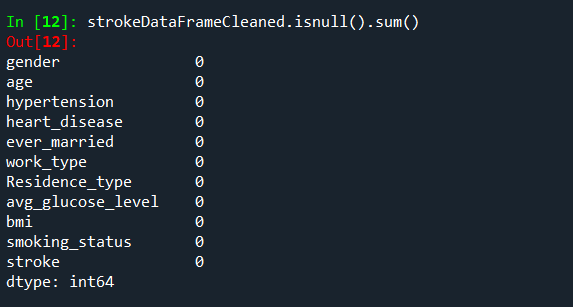 In [12]: strokeDataFrameCleaned.isnull().sum()
Out[12]:
gender 0
age 0
hypertension 0
heart_disease 0
ever_married 0
work_type 0
Residence_type 0
avg_glucose_level 0
bmi 0
smoking_status 0
stroke 0
dtype: int64